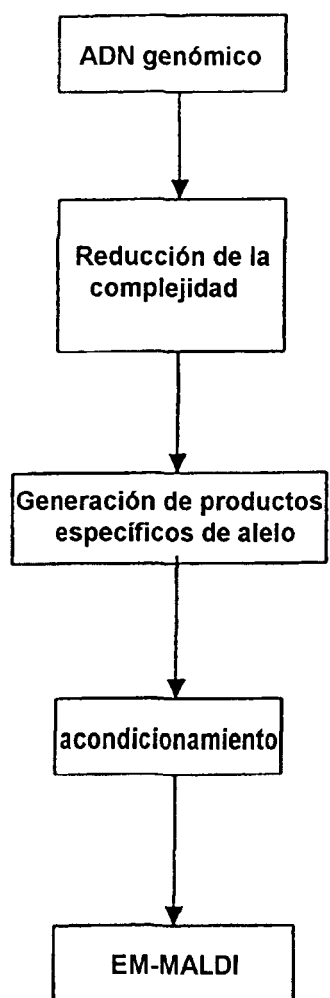 ADN genómico
Reducción de la
complejidad
Generación de productos
específicos de alelo
acondicionamiento
EM-MALDI